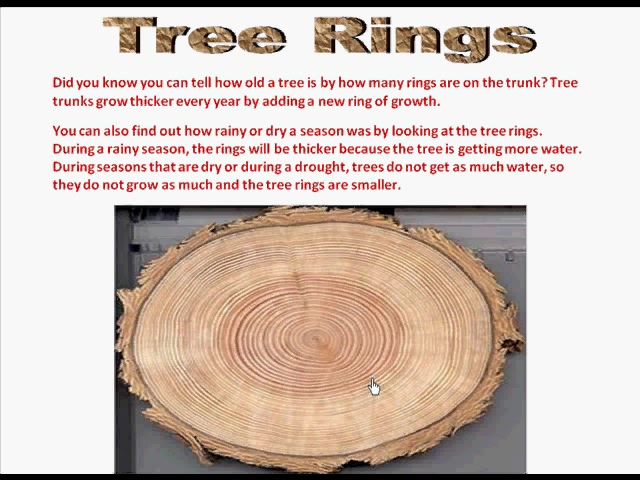 Tree Rings
Did you know you can tell how old a tree is by how many rings are on the trunk? Tree
trunks grow thicker every year by adding a new ring of growth.
You can also find out how rainy or dry a season was by looking at the tree rings.
During a rainy season, the rings will be thicker because the tree is getting more water.
During seasons that are dry or during a drought, trees do not get as much water, so
they do not grow as much and the tree rings are smaller.